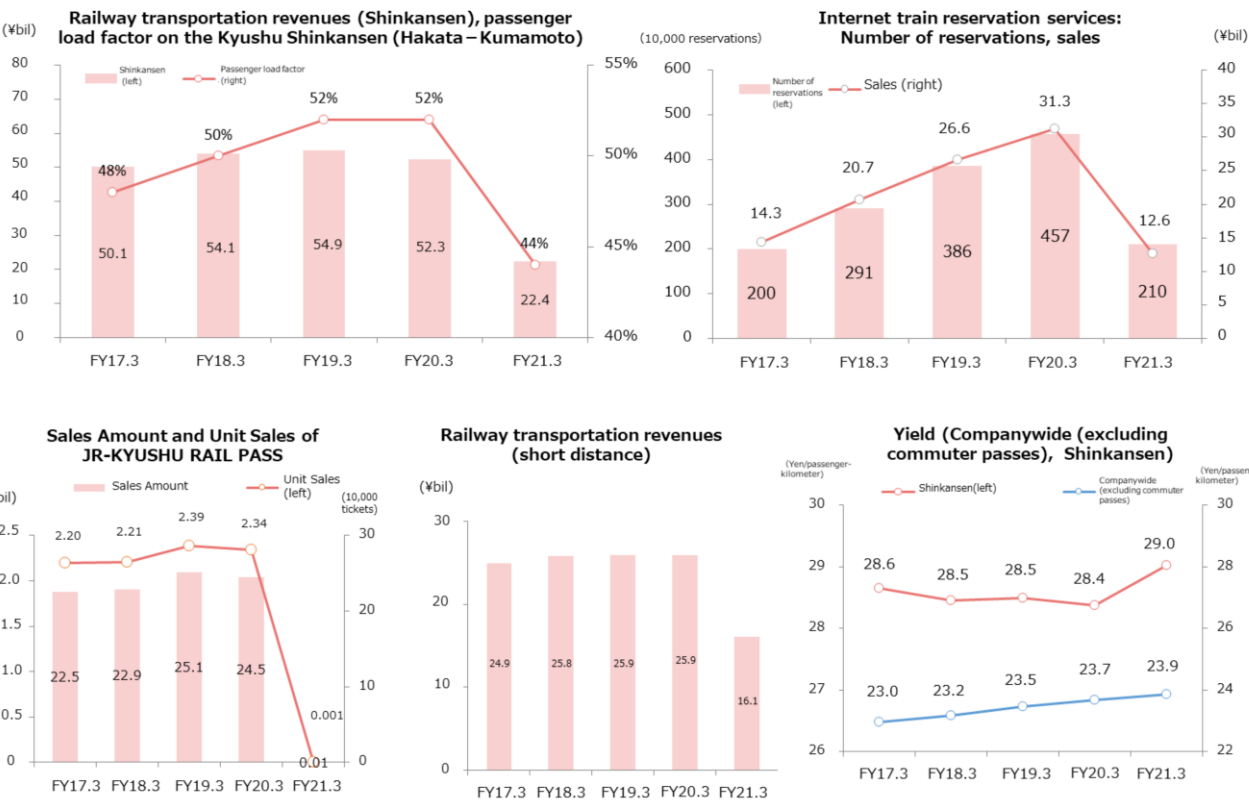 Railway transportation revenues (Shinkansen), passenger
load factor on the Kyushu Shinkansen (Hakata－Kumamoto)
(¥bil)
Shinkansen
(left)
Passenger load factor
(right)
80
70
60
50
40
30
20
10
0
55%
50%
45%
40%
48%
50%
52%
52%
44%
50.1
54.1
54.9
52.3
22.4
FY17.3
FY18.3
FY19.3
FY20.3
FY21.3
Internet train reservation services:
Number of reservations, sales
(10,000 reservations)
(¥bil)
Number of
reservations
(left)
Sales (right)
600
500
400
300
200
100
0
40
35
30
25
20
15
10
5
0
14.3
20.7
26.6
31.3
12.6
200
291
386
457
210
FY17.3
FY18.3
FY19.3
FY20.3
FY21.3
Sales Amount and Unit Sales of
JR-KYUSHU RAIL PASS
Sales Amount
Unit Sales
(left)
(10,000
tickets)
2.0
1.5
1.0
0
30
20
10
0
2.20
2.21
2.39
2.34
0.001
22.5
22.9
25.1
24.5
0.01
FY17.3
FY18.3
FY19.3
FY20.3
FY21.3
Railway transportation revenues
(short distance)
(¥bil)
30
20
10
0
24.9
25.8
25.9
25.9
16.1
FY17.3
FY18.3
FY19.3
FY20.3
FY21.3
Yield (Companywide (excluding
commuter passes), Shinkansen)
(Yen/passenger-
kilometer)
(Yen/passen
kilometer)
Shinkansen(left)
Companywide
(excluding commuter
passes)
30
29
28
27
26
30
28
26
24
22
28.6
28.5
28.5
28.4
29.0
23.0
23.2
23.5
23.7
23.9
FY17.3
FY18.3
FY19.3
FY20.3
FY21.3